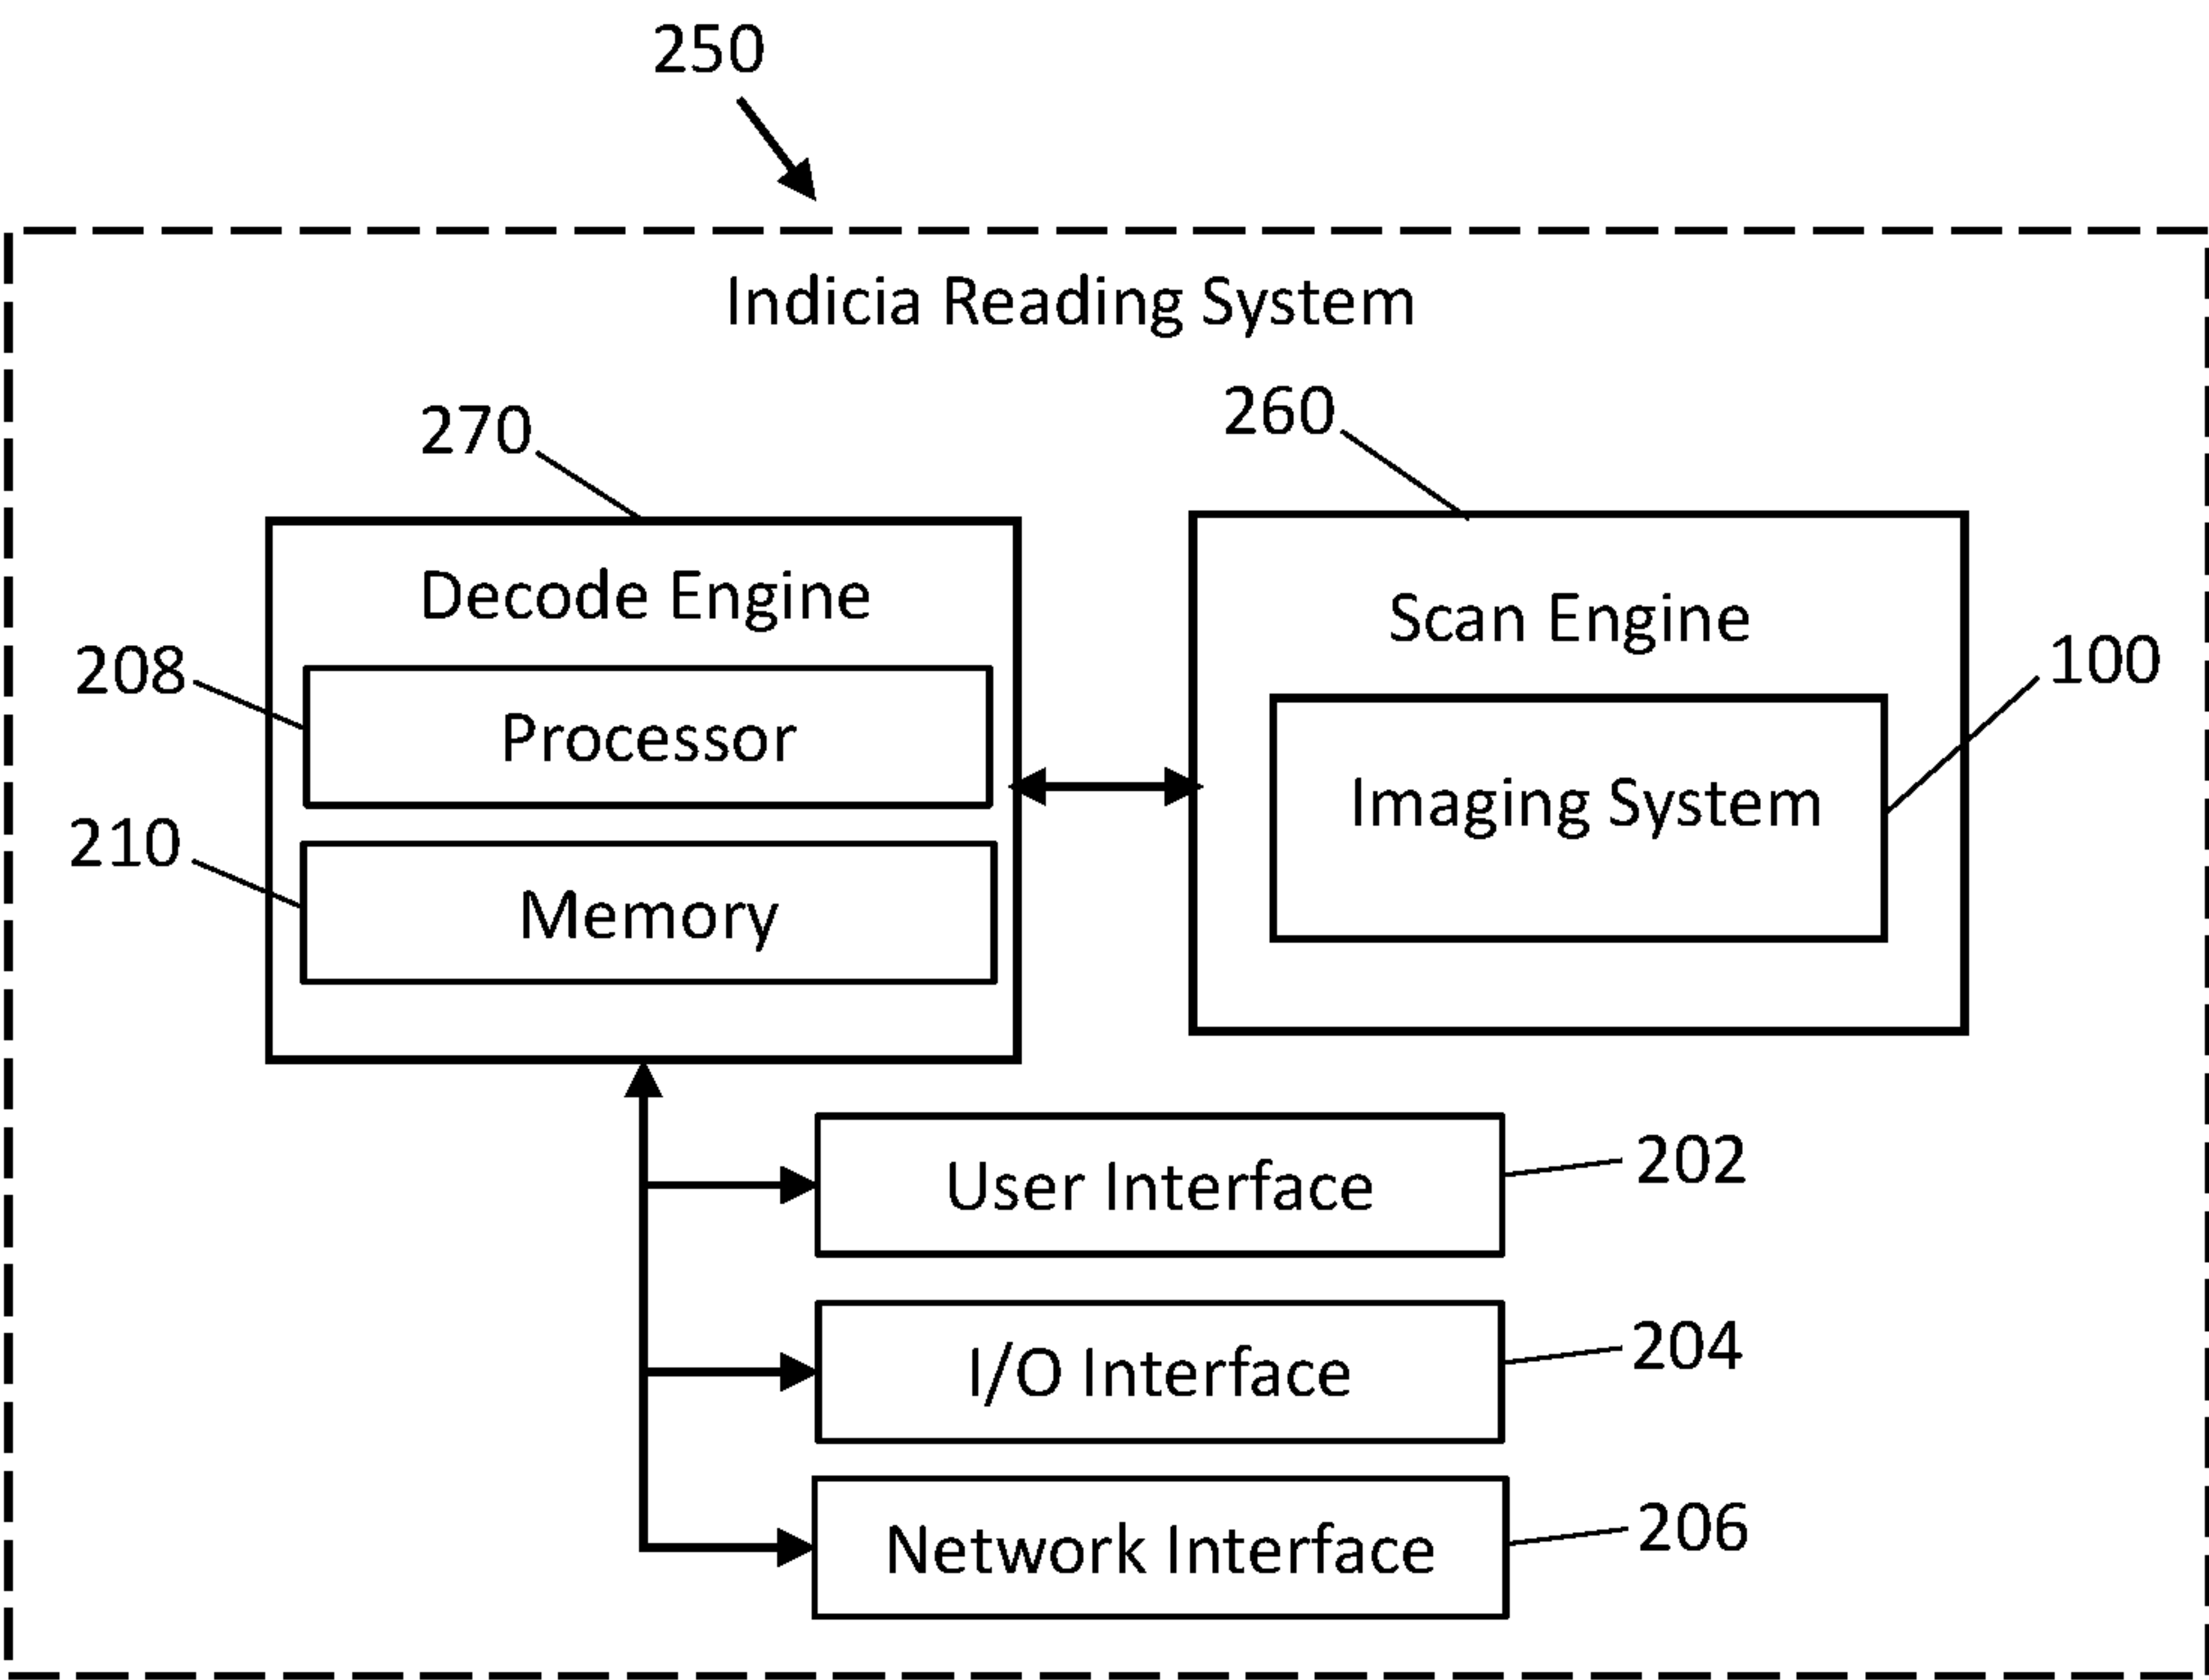 250
Indicia Reading System
270
260
Decode Engine
Scan Engine
208
100
Processor
Imaging System
210
Memory
User Interface
202
I/O Interface
204
Network Interface
206